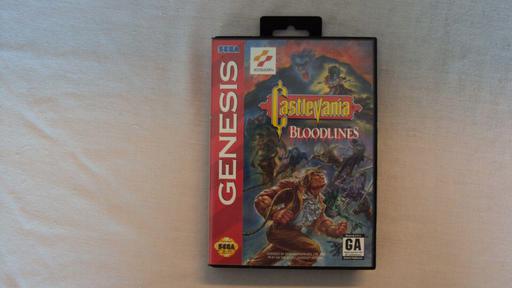 SEGA
GENESIS
KONAMI
Castlevania
BLOODLINES
GA
SEGA